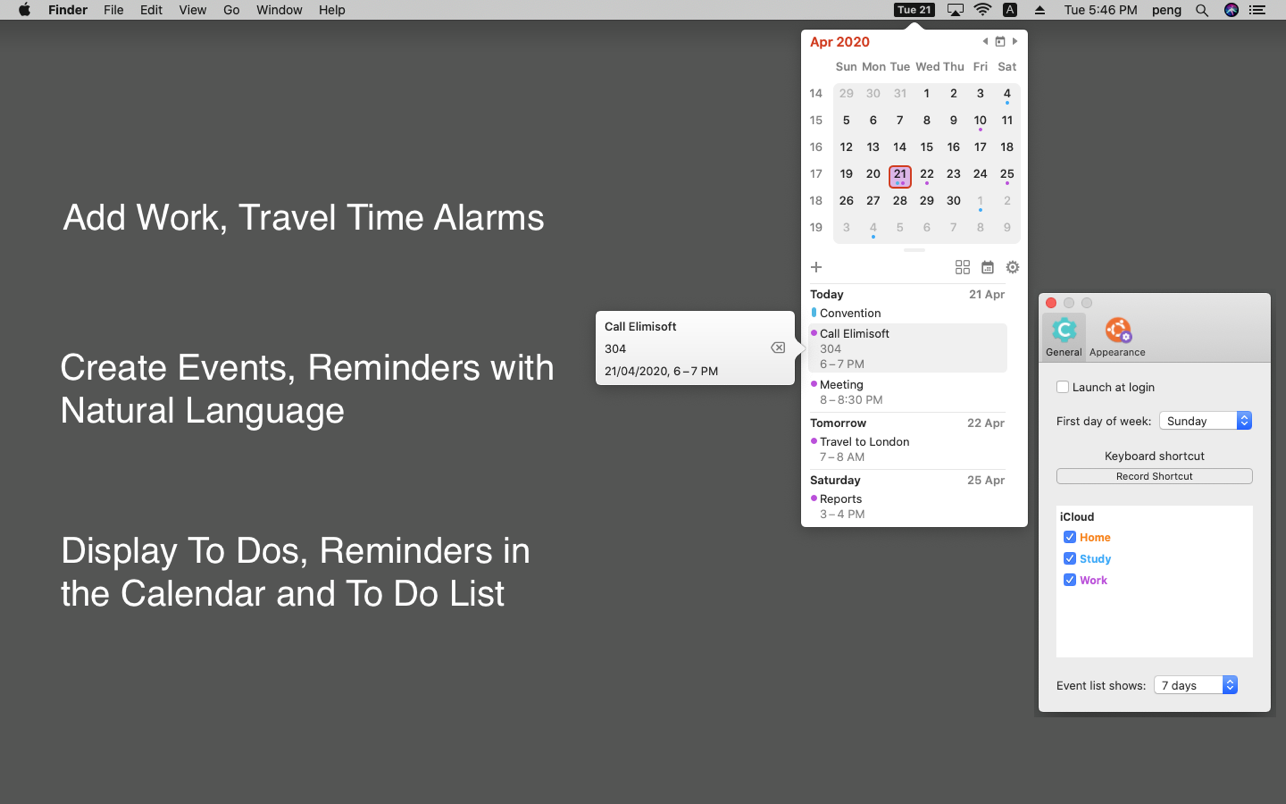 Finder File Edit View Go Window Help Tue 21 A Tue 5:46 PM peng
Apr 2020
Sun Mon Tue Wed Thu Fri Sat
14 29 30 31 1 2 3 4
15 5 6 7 8 9 10 11
16 12 13 14 15 16 17 18
17 19 20 21 22 23 24 25
18 26 27 28 29 30 1 2
19 3 4 5 6 7 8 9
Add Work, Travel Time Alarms
Create Events, Reminders with
Natural Language
Display To Dos, Reminders in
the Calendar and To Do List
Call Elimisoft
304
21/04/2020, 6 – 7 PM
Today 21 Apr
Convention
Call Elimisoft
304
6 – 7 PM
Meeting
8 – 8:30 PM
Tomorrow 22 Apr
Travel to London
7 – 8 AM
Saturday 25 Apr
Reports
3 – 4 PM
General Appearance
Launch at login
First day of week: Sunday
Keyboard shortcut
Record Shortcut
iCloud
Home
Study
Work
Event list shows: 7 days